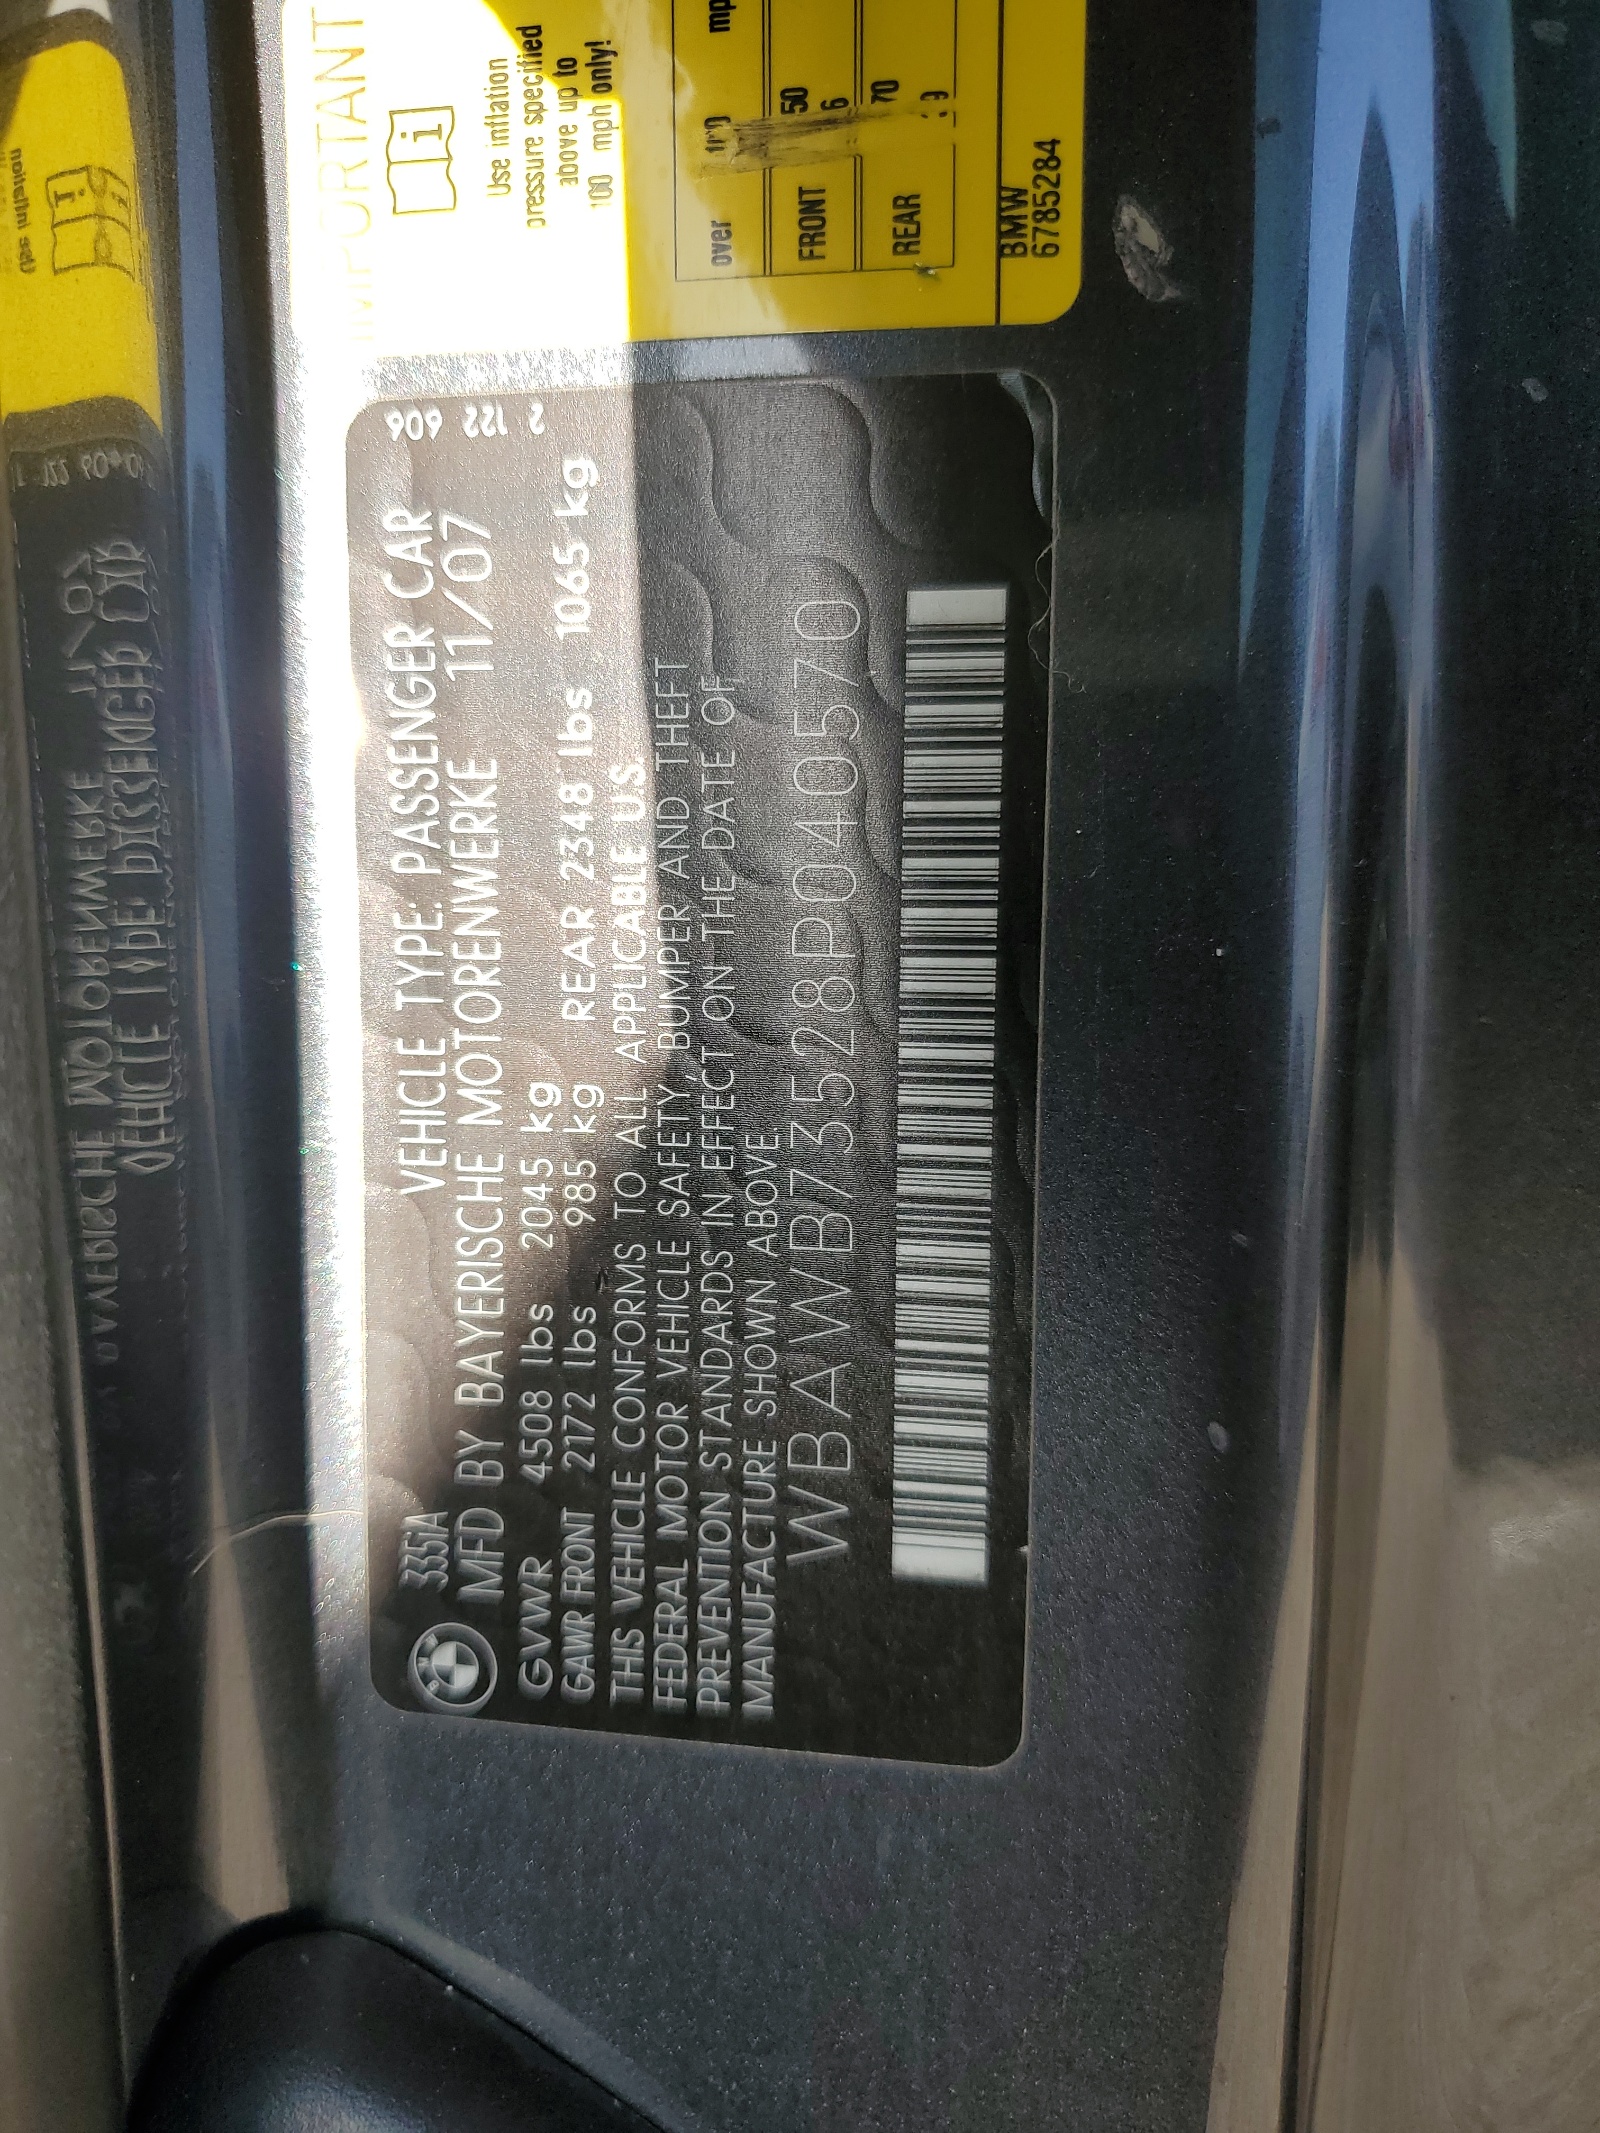 335iA
VEHICLE TYPE: PASSENGER CAR
MFD BY BAYERISCHE MOTORENWERKE 11/07
GVWR 4508 lbs 2045 kg
GAWR FRONT 2172 lbs 985 kg REAR 2348 lbs 1065 kg
THIS VEHICLE CONFORMS TO ALL APPLICABLE U.S.
FEDERAL MOTOR VEHICLE SAFETY, BUMPER AND THEFT
PREVENTION STANDARDS IN EFFECT ON THE DATE OF
MANUFACTURE SHOWN ABOVE.
WBAWB73528P040570
606
122
2
IMPORTANT
i
Use inflation
pressure specified
above up to
100 mph only!
over 100
FRONT 50
REAR 70
BMW
6785284